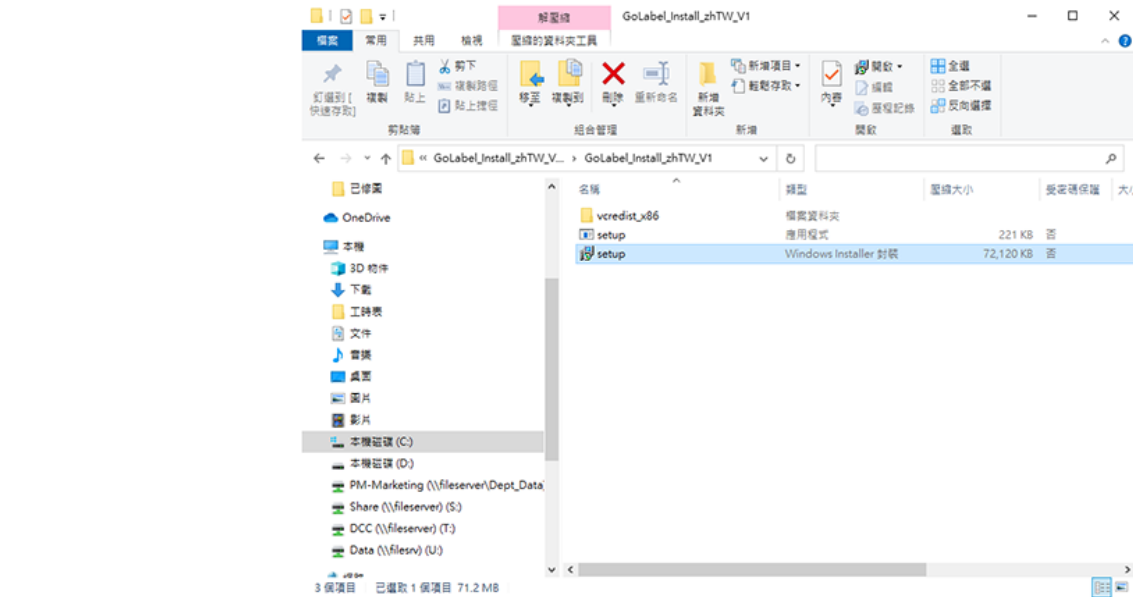 解壓縮 GoLabel_Install_zhTW_V1
檔案 常用 共用 檢視 壓縮的資料夾工具
釘選到 [
快速存取]
複製
貼上
剪下
複製路徑
貼上捷徑
剪貼簿
移至 複製到 刪除 重新命名
組合管理
新增
資料夾
新增項目
輕鬆存取
新增
內容
開啟
編輯
歷程記錄
開啟
全選
全部不選
反向選擇
選取
« GoLabel_Install_zhTW_V... › GoLabel_Install_zhTW_V1
已修圖
OneDrive
本機
3D 物件
下載
工時表
文件
音樂
桌面
圖片
影片
本機磁碟 (C:)
本機磁碟 (D:)
PM-Marketing (\\fileserver\Dept_Data)
Share (\\fileserver) (S:)
DCC (\\fileserver) (T:)
Data (\\filesrv) (U:)
名稱 類型 壓縮大小 受密碼保護 大
vcredist_x86 檔案資料夾
setup 應用程式 221 KB 否
setup Windows Installer 封裝 72,120 KB 否
3 個項目 已選取 1 個項目 71.2 MB